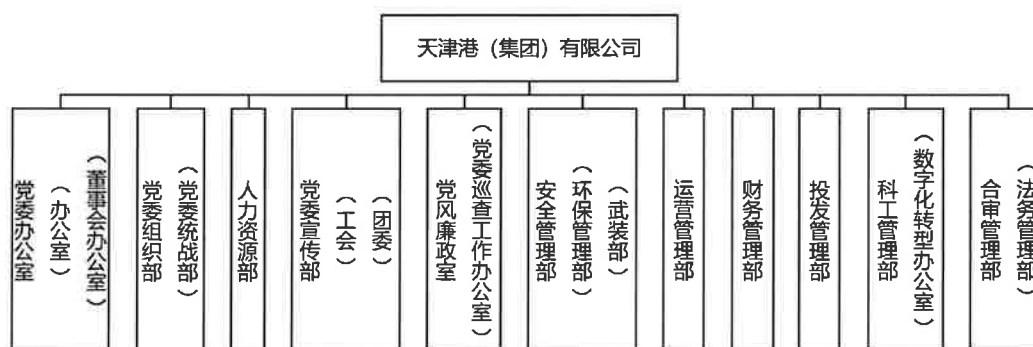 天津港（集团）有限公司
党委办公室
（办公室）
（董事会办公室）
党委组织部
（党委统战部）
人力资源部
党委宣传部
（工会）
（团委）
党风廉政室
（党委巡查工作办公室）
安全管理部
（环保管理部）
（武装部）
运营管理部
财务管理部
投发管理部
科工管理部
（数字化转型办公室）
合审管理部
（法务管理部）